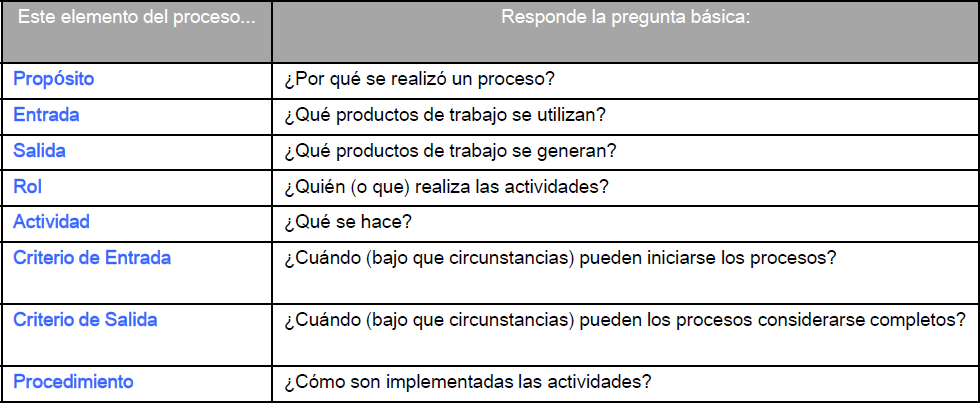 Este elemento del proceso... Responde la pregunta básica:
Propósito ¿Por qué se realizó un proceso?
Entrada ¿Qué productos de trabajo se utilizan?
Salida ¿Qué productos de trabajo se generan?
Rol ¿Quién (o que) realiza las actividades?
Actividad ¿Qué se hace?
Criterio de Entrada ¿Cuándo (bajo que circunstancias) pueden iniciarse los procesos?
Criterio de Salida ¿Cuándo (bajo que circunstancias) pueden los procesos considerarse completos?
Procedimiento ¿Cómo son implementadas las actividades?